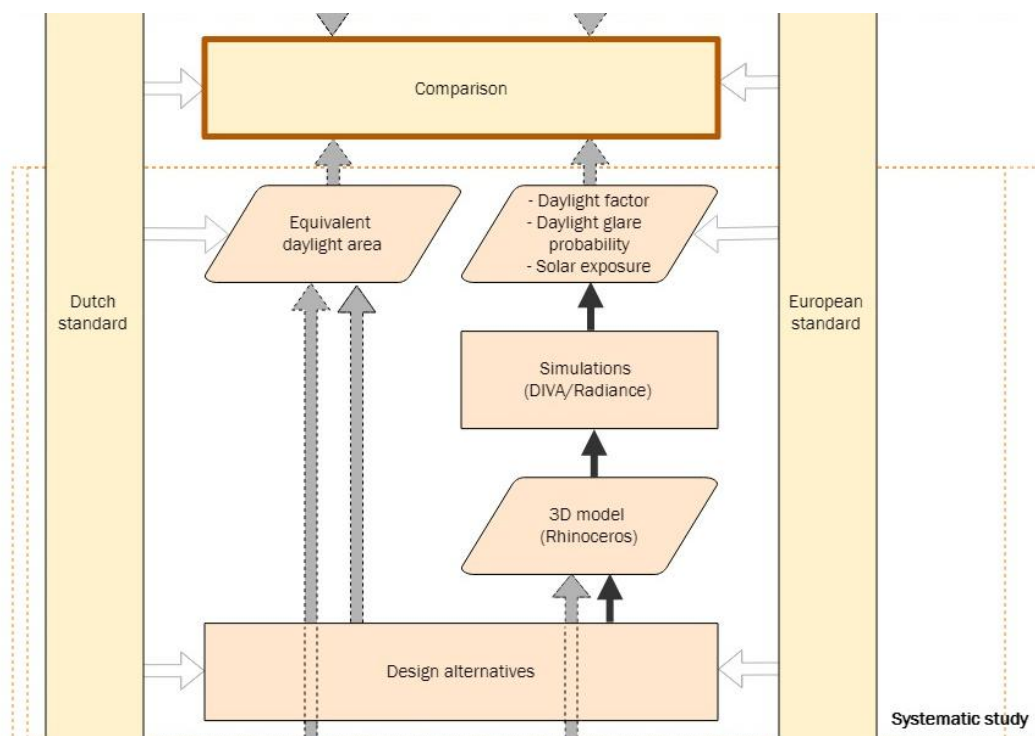 Comparison
Equivalent
daylight area
- Daylight factor
- Daylight glare
probability
- Solar exposure
Dutch
standard
European
standard
Simulations
(DIVA/Radiance)
3D model
(Rhinoceros)
Design alternatives
Systematic study